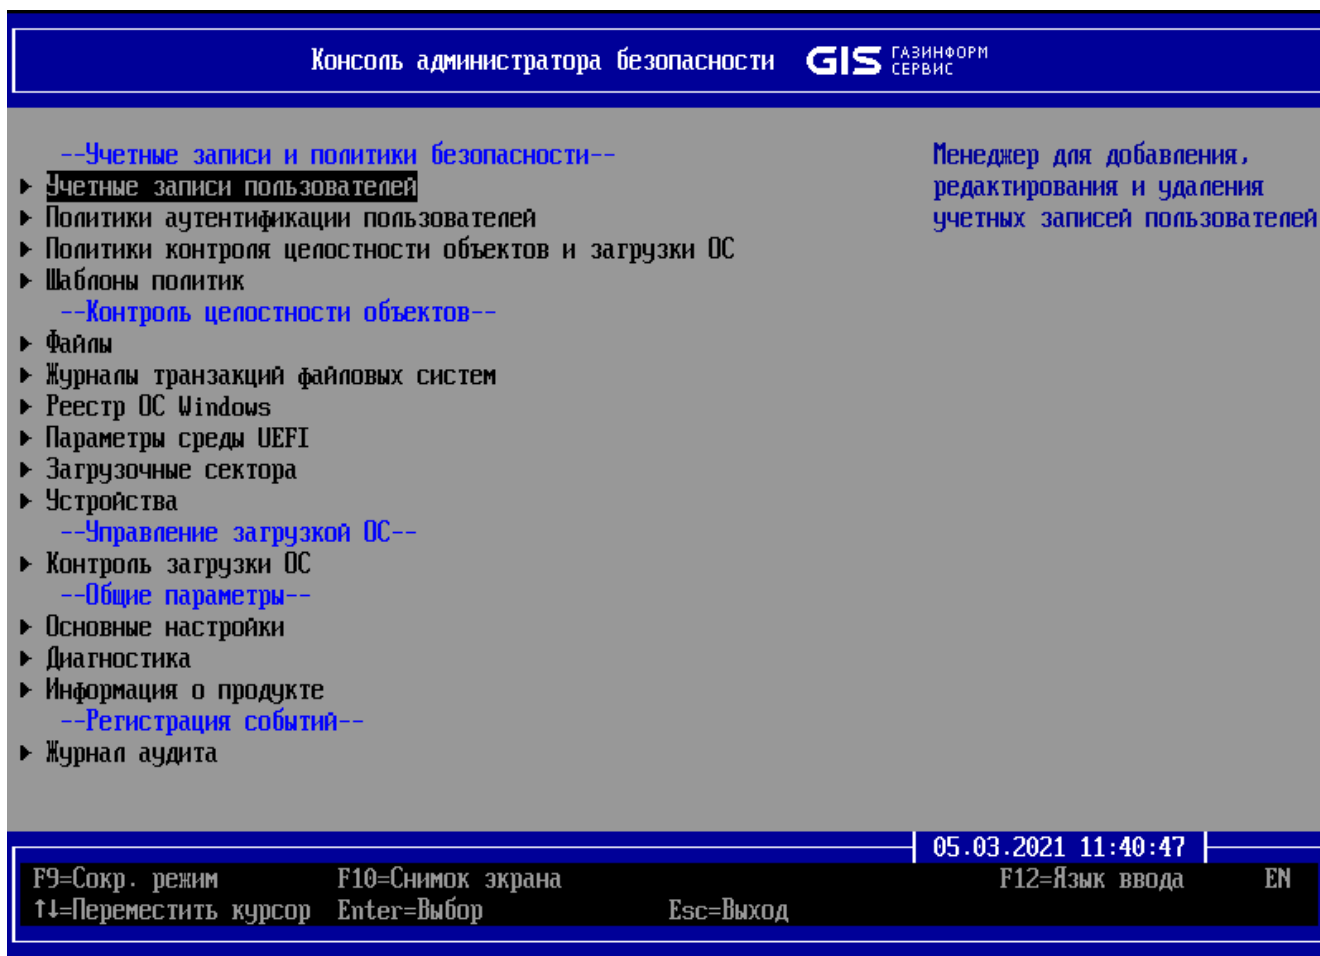 Консоль администратора безопасности GIS ГАЗИНФОРМ СЕРВИС
--Учетные записи и политики безопасности--
Учетные записи пользователей
Политики аутентификации пользователей
Политики контроля целостности объектов и загрузки ОС
Шаблоны политик
--Контроль целостности объектов--
Файлы
Журналы транзакций файловых систем
Реестр ОС Windows
Параметры среды UEFI
Загрузочные сектора
Устройства
--Управление загрузкой ОС--
Контроль загрузки ОС
--Общие параметры--
Основные настройки
Диагностика
Информация о продукте
--Регистрация событий--
Журнал аудита
Менеджер для добавления,
редактирования и удаления
учетных записей пользователей
05.03.2021 11:40:47
F9=Сокр. режим F10=Снимок экрана F12=Язык ввода EN
↑↓=Переместить курсор Enter=Выбор Esc=Выход